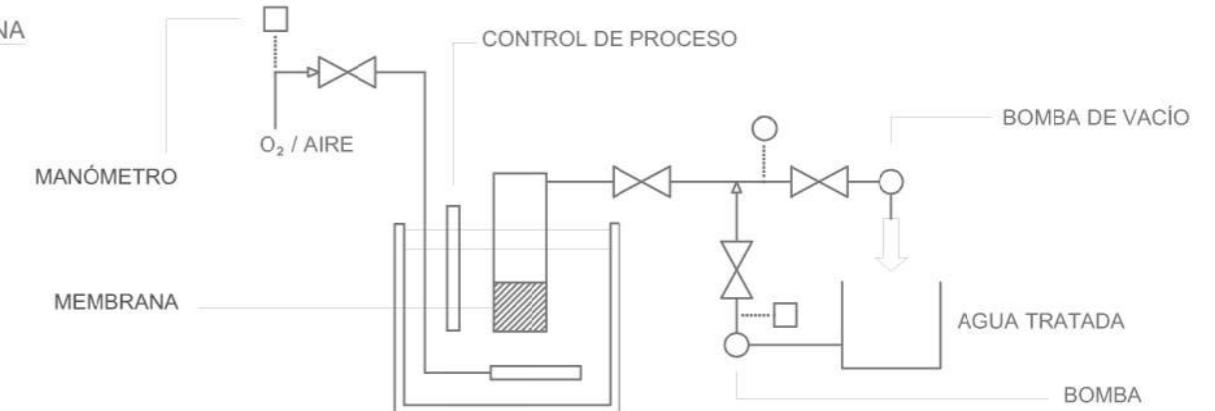 CONTROL DE PROCESO
O₂ / AIRE
BOMBA DE VACÍO
MANÓMETRO
MEMBRANA
AGUA TRATADA
BOMBA